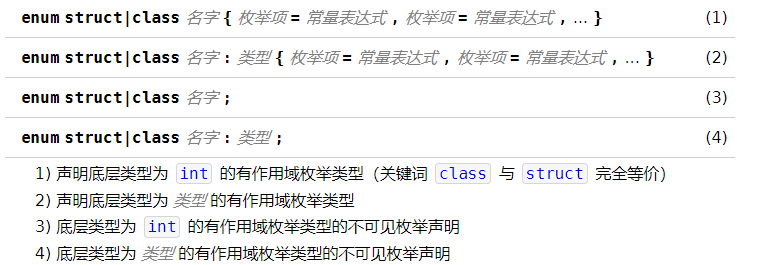 enum struct|class 名字 { 枚举项 = 常量表达式 , 枚举项 = 常量表达式 , ... } (1)
enum struct|class 名字 : 类型 { 枚举项 = 常量表达式 , 枚举项 = 常量表达式 , ... } (2)
enum struct|class 名字 ; (3)
enum struct|class 名字 : 类型 ; (4)
1) 声明底层类型为 int 的有作用域枚举类型（关键词 class 与 struct 完全等价）
2) 声明底层类型为 类型 的有作用域枚举类型
3) 底层类型为 int 的有作用域枚举类型的不可见枚举声明
4) 底层类型为 类型 的有作用域枚举类型的不可见枚举声明